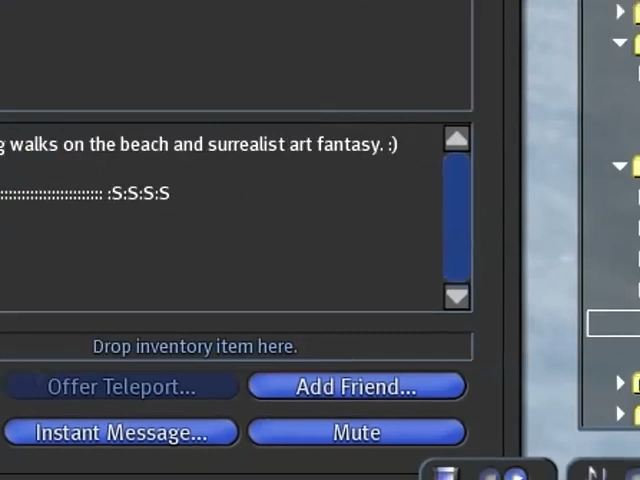 walks on the beach and surrealist art fantasy. :)
::::::::::::::::::::::::: :S:S:S:S
Drop inventory item here.
Offer Teleport...
Add Friend...
Instant Message...
Mute